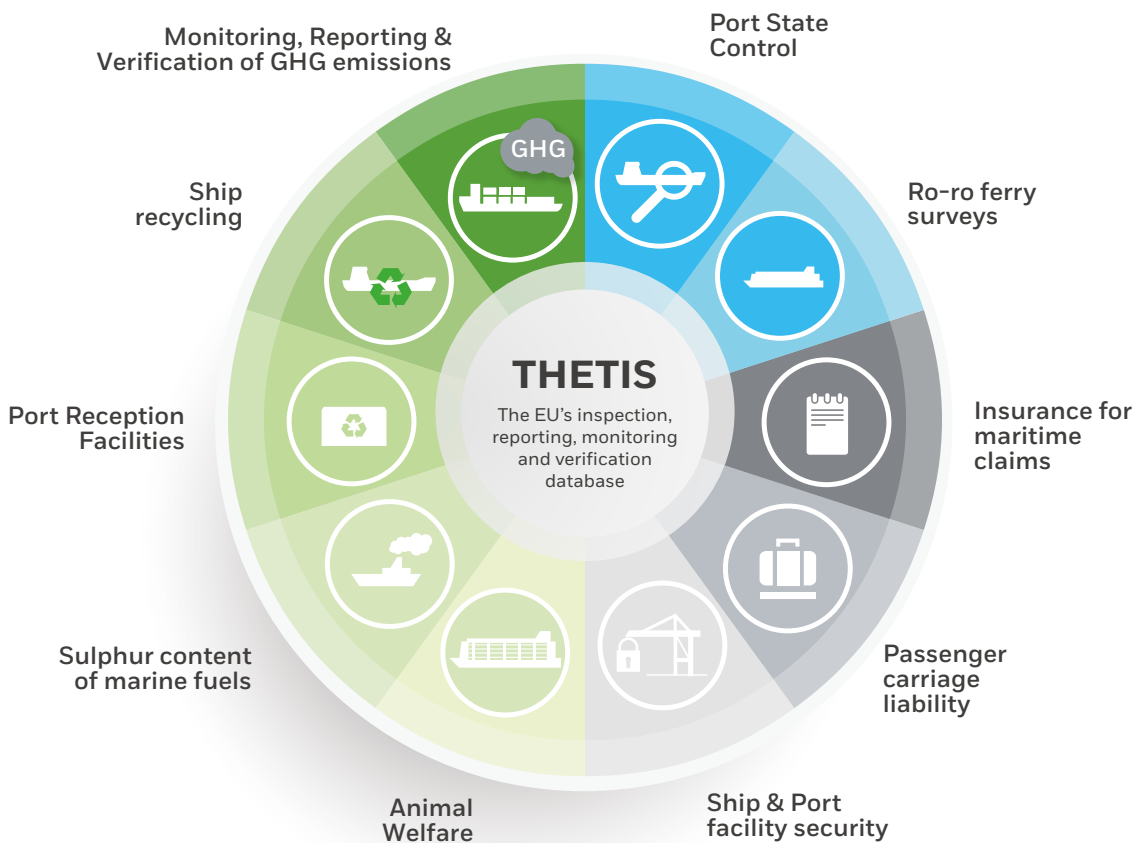 Port State
Control
Monitoring, Reporting &
Verification of GHG emissions
GHG
Ship
recycling
Ro-ro ferry
surveys
THETIS
The EU's inspection,
reporting, monitoring
and verification
database
Port Reception
Facilities
Insurance for
maritime
claims
Sulphur content
of marine fuels
Passenger
carriage
liability
Animal
Welfare
Ship & Port
facility security